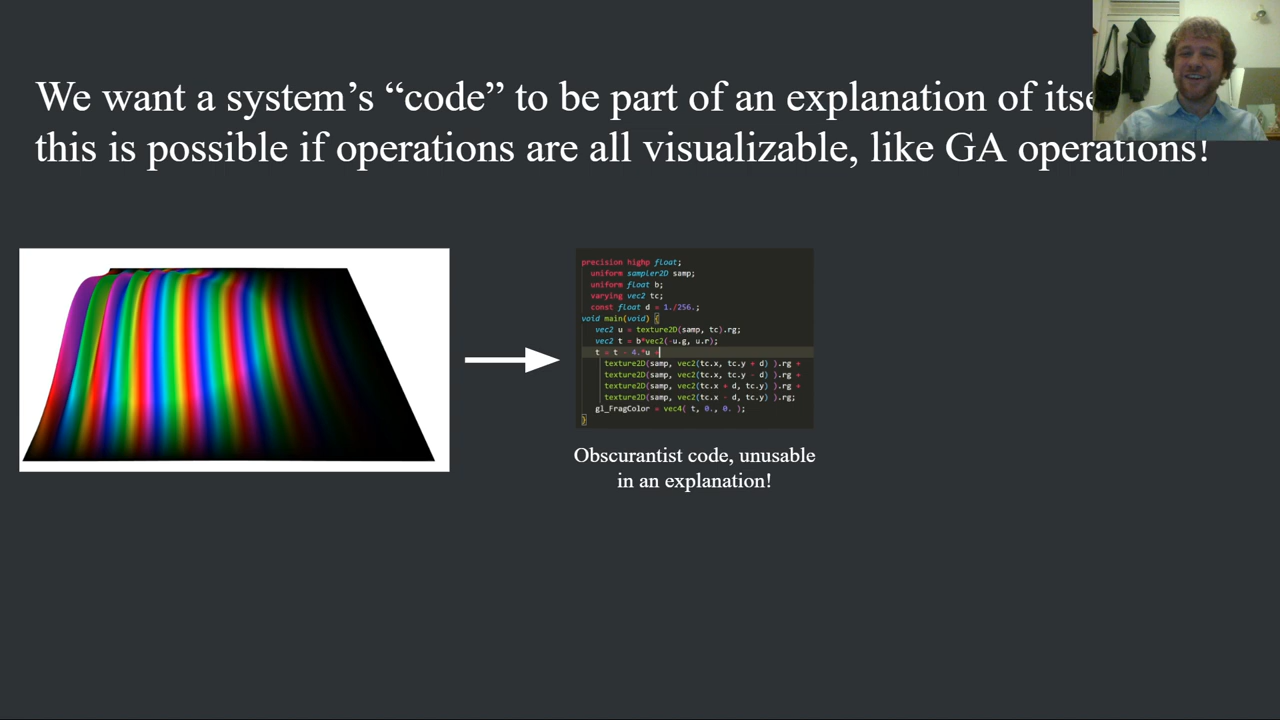 We want a system’s “code” to be part of an explanation of itse
this is possible if operations are all visualizable, like GA operations!
precision highp float;
uniform sampler2D samp;
uniform float b;
varying vec2 tc;
const float d = 1./256.;
void main(void) {
vec2 u = texture2D(samp, tc).rg;
vec2 t = b*vec2(-u.g, u.r);
t = t - 4.*u +
texture2D(samp, vec2(tc.x, tc.y + d) ).rg +
texture2D(samp, vec2(tc.x, tc.y - d) ).rg +
texture2D(samp, vec2(tc.x + d, tc.y) ).rg +
texture2D(samp, vec2(tc.x - d, tc.y) ).rg;
gl_FragColor = vec4( t, 0., 0. );
}
Obscurantist code, unusable
in an explanation!